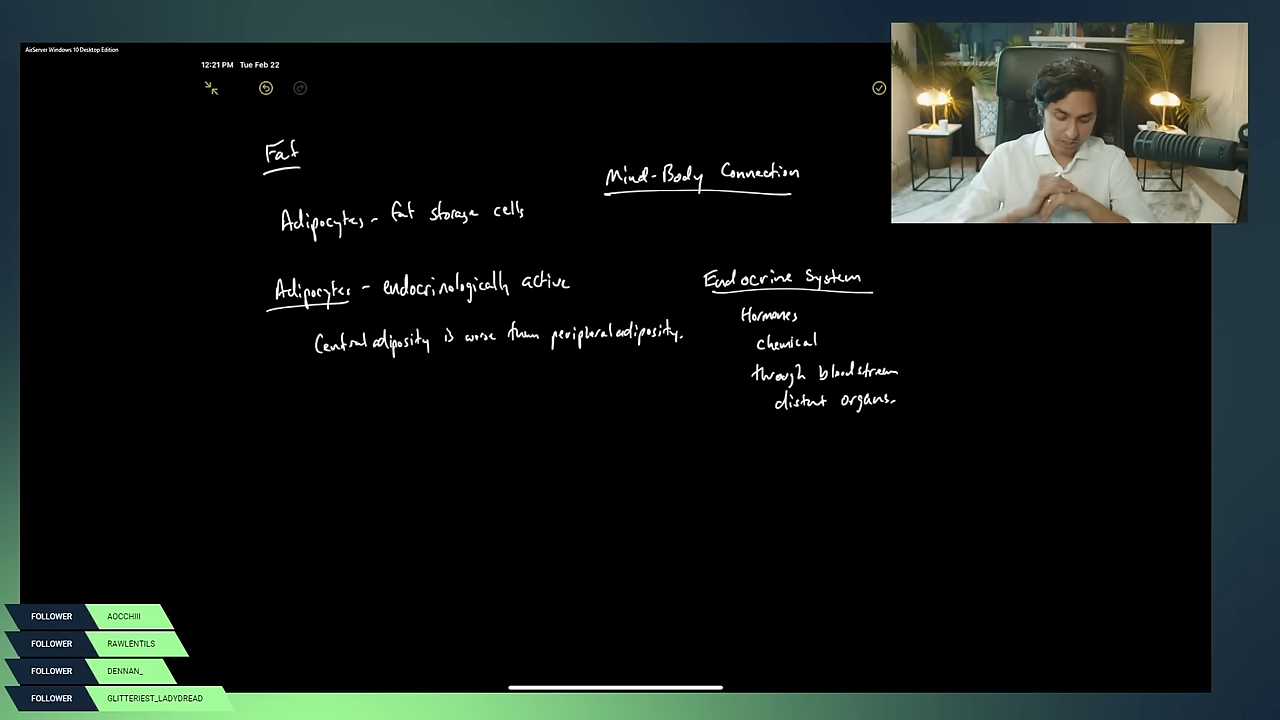 AirServer Windows 10 Desktop Edition
12:21 PM Tue Feb 22
Fat
Mind-Body Connection
Adipocytes - fat storage cells
Adipocytes - endocrinologically active
Central adiposity is worse than peripheral adiposity.
Endocrine System
Hormones
chemical
through bloodstream
distant organs.
FOLLOWER AOCCHIII
FOLLOWER RAWLENTILS
FOLLOWER DENNAN_
FOLLOWER GLITTERIEST_LADYDREAD